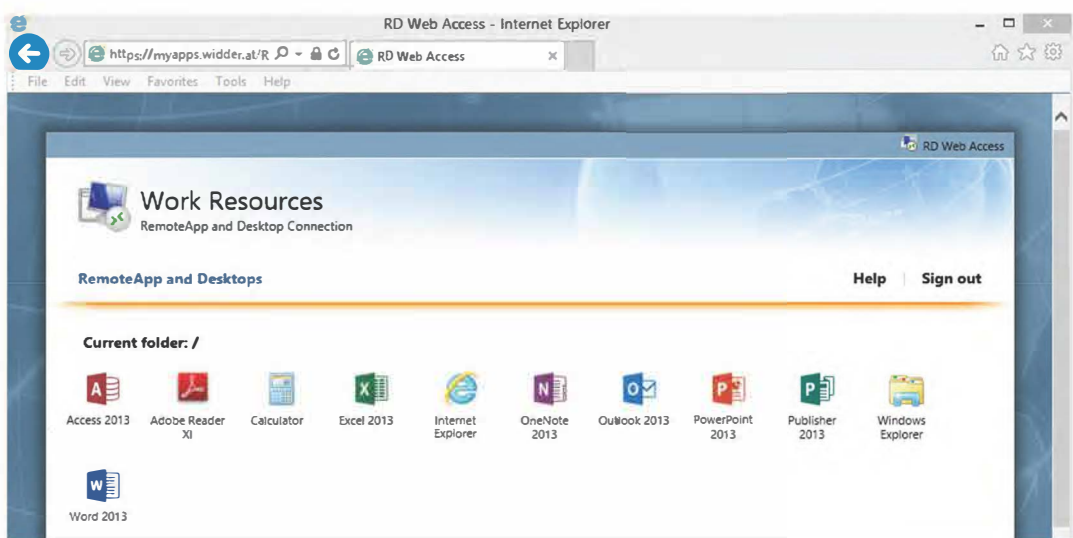 RD Web Access - Internet Explorer
https://myapps.widder.at/R
RD Web Access
File Edit View Favorites Tools Help
RD Web Access
Work Resources
RemoteApp and Desktop Connection
RemoteApp and Desktops
Help
Sign out
Current folder: /
Access 2013
Adobe Reader
XI
Calculator
Excel 2013
Internet
Explorer
OneNote
2013
Outlook 2013
PowerPoint
2013
Publisher
2013
Windows
Explorer
Word 2013